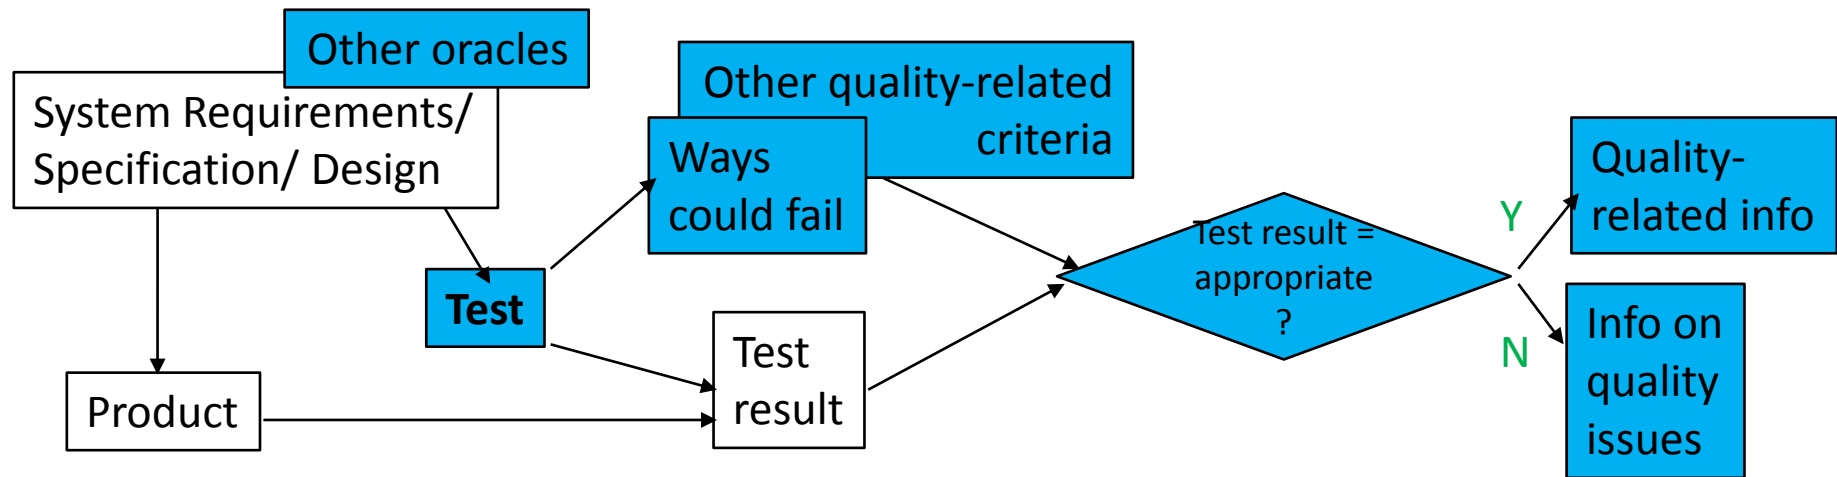 Other oracles
System Requirements/
Specification/ Design
Other quality-related
criteria
Ways
could fail
Test
Product
Test
result
Test result =
appropriate
?
Y
N
Quality-
related info
Info on
quality
issues